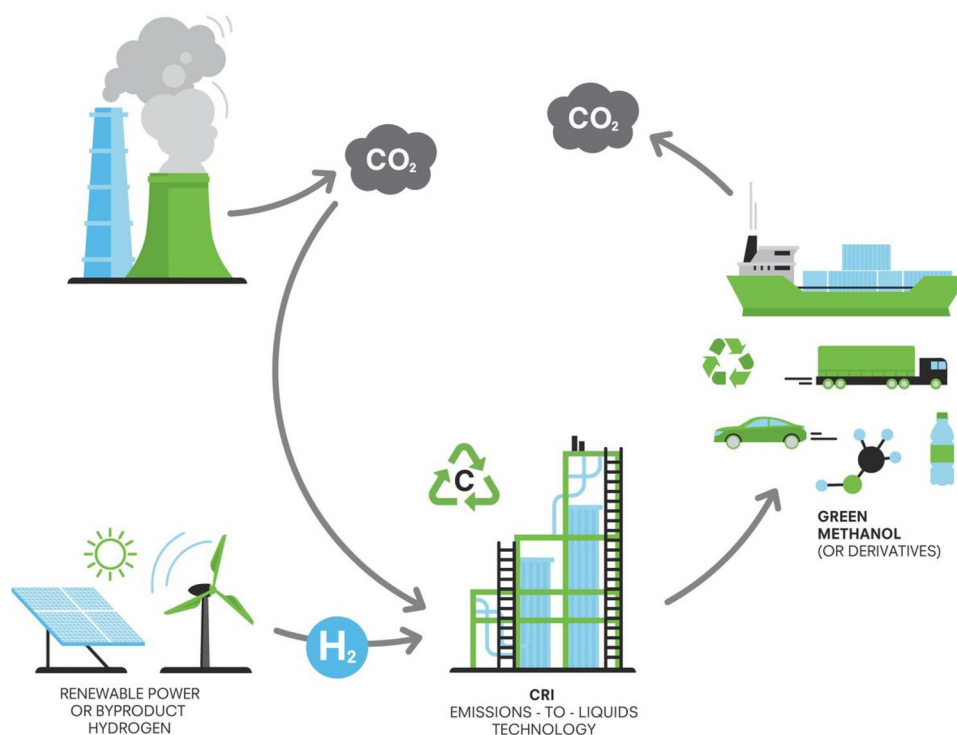 CO₂
CO₂
C
H₂
GREEN
METHANOL
(OR DERIVATIVES)
RENEWABLE POWER
OR BYPRODUCT
HYDROGEN
CRI
EMISSIONS - TO - LIQUIDS
TECHNOLOGY